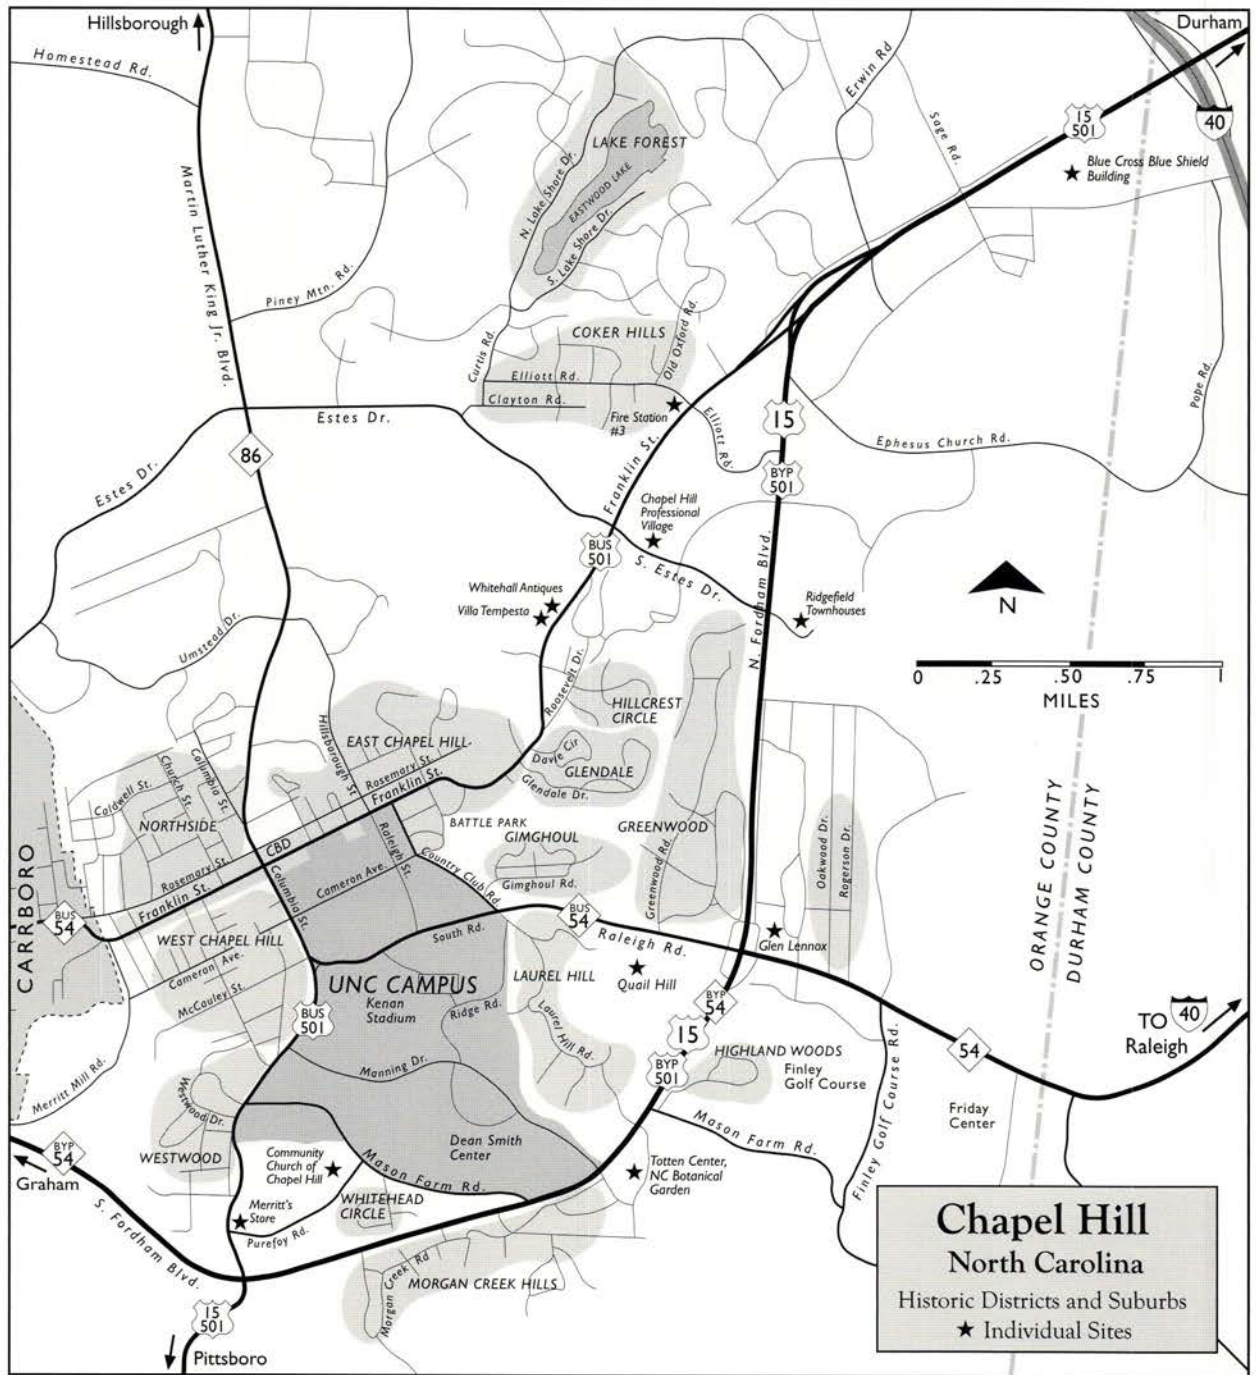 Hillsborough
Durham
Homestead Rd.
Erwin Rd
Sage Rd.
15
501
40
Blue Cross Blue Shield
Building
LAKE FOREST
EASTWOOD LAKE
N. Lake Shore Dr.
S. Lake Shore Dr.
Martin Luther King Jr. Blvd.
Piney Mtn. Rd.
Curtis Rd.
COKER HILLS
Old Oxford Rd.
Elliott Rd.
Clayton Rd.
Fire Station
#3
Elliott Rd.
Pope Rd.
Estes Dr.
15
Ephesus Church Rd.
86
Estes Dr.
Franklin St.
BYP
501
Chapel Hill
Professional
Village
BUS
501
S. Estes Dr.
N. Fordham Blvd.
Whitehall Antiques
Villa Tempesta
Ridgefield
Townhouses
N
Umstead Dr.
0 .25 .50 .75 1
MILES
Roosevelt Dr.
HILLCREST
CIRCLE
Hillsborough St.
EAST CHAPEL HILL
Rosemary St.
Franklin St.
Davie Cir
GLENDALE
Glendale Dr.
Caldwell St.
Church St.
Columbia St.
NORTHSIDE
CBD
BATTLE PARK
GIMGHOUL
GREENWOOD
Oakwood Dr.
Rogerson Dr.
ORANGE COUNTY
DURHAM COUNTY
Raleigh St.
Country Club Rd
Gimghoul Rd.
Greenwood Rd.
Rosemary St.
Franklin St.
Cameron Ave.
Columbia St.
CARRBORO
BUS
54
BUS
54
South Rd.
Raleigh Rd.
Glen Lennox
WEST CHAPEL HILL
Cameron Ave.
McCauley St.
UNC CAMPUS
Kenan
Stadium
Ridge Rd.
LAUREL HILL
Laurel Hill Rd.
Quail Hill
BYP
54
BUS
501
15
BYP
501
HIGHLAND WOODS
Finley
Golf Course
54
TO
Raleigh
40
Finley Golf Course Rd.
Merritt Mill Rd.
Manning Dr.
Westwood Dr.
Mason Farm Rd.
Friday
Center
BYP
54
Graham
WESTWOOD
Community
Church of
Chapel Hill
Dean Smith
Center
Mason Farm Rd.
Totten Center,
NC Botanical
Garden
Merritt's
Store
WHITEHEAD
CIRCLE
Purefoy Rd.
S. Fordham Blvd.
Morgan Creek Rd
MORGAN CREEK HILLS
15
501
Pittsboro
Chapel Hill
North Carolina
Historic Districts and Suburbs
★ Individual Sites